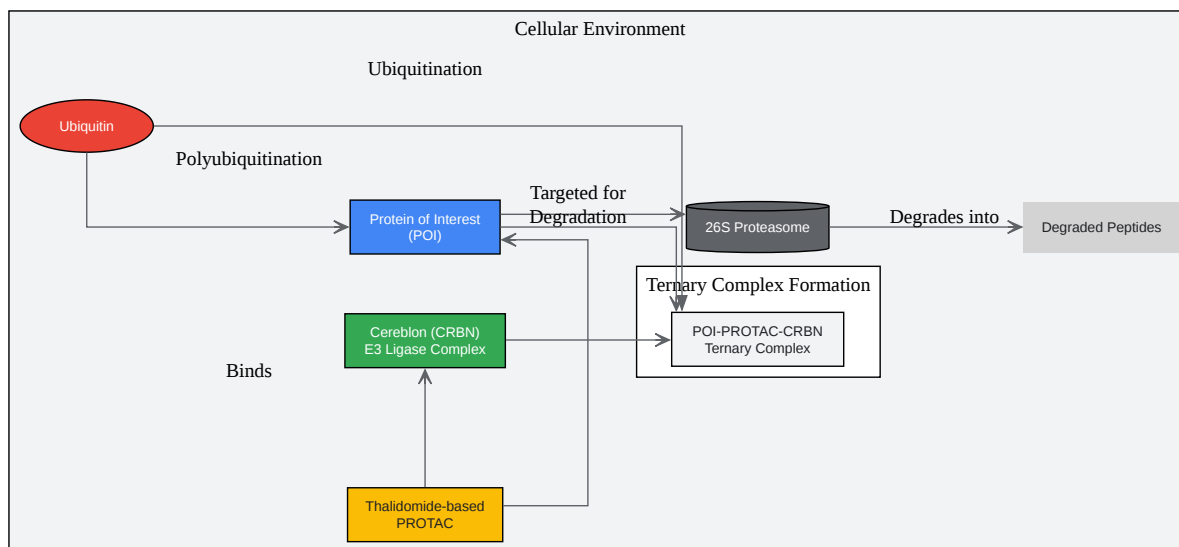 Cellular Environment
Ubiquitination
Ubiquitin
Polyubiquitination
Targeted for
Degradation
Protein of Interest
(POI)
26S Proteasome
Degrades into
Degraded Peptides
Ternary Complex Formation
Cereblon (CRBN)
E3 Ligase Complex
POI-PROTAC-CRBN
Ternary Complex
Binds
Thalidomide-based
PROTAC